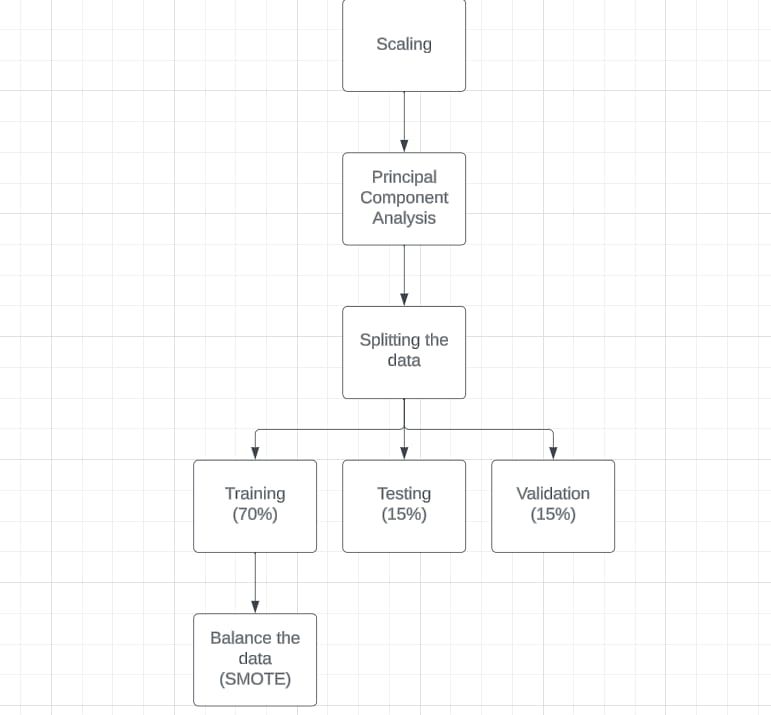 Scaling
Principal
Component
Analysis
Splitting the
data
Training
(70%)
Testing
(15%)
Validation
(15%)
Balance the
data
(SMOTE)